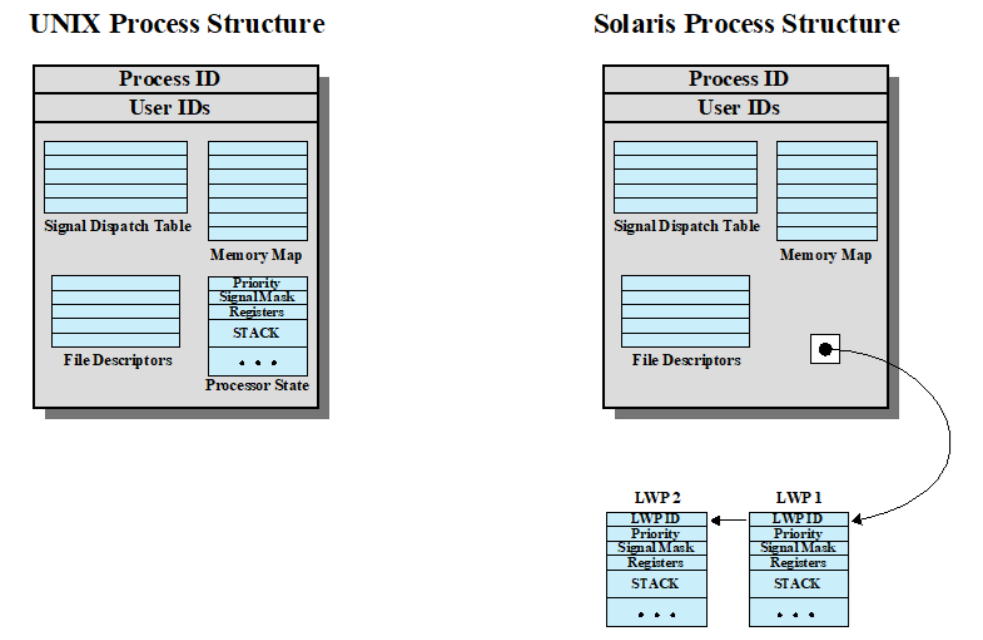 UNIX Process Structure
Process ID
User IDs
Signal Dispatch Table
Memory Map
Priority
Signal Mask
Registers
STACK
• • •
File Descriptors
Processor State
Solaris Process Structure
Process ID
User IDs
Signal Dispatch Table
Memory Map
File Descriptors
LWP 2
LWP ID
Priority
Signal Mask
Registers
STACK
• • •
LWP 1
LWP ID
Priority
Signal Mask
Registers
STACK
• • •